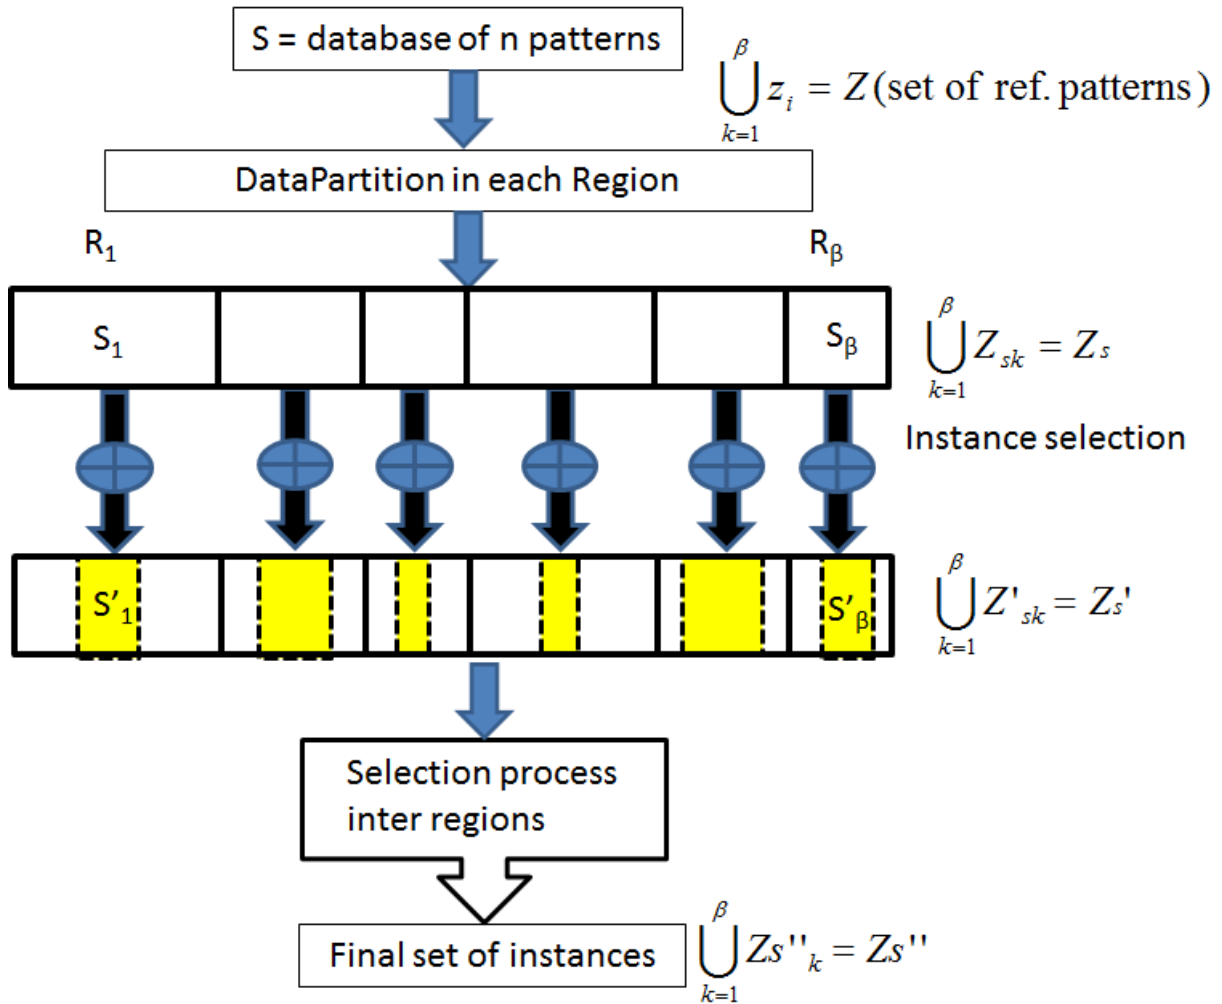 S = database of n patterns
β
⋃ z_i = Z (set of ref. patterns)
k=1
DataPartition in each Region
R_1
R_β
S_1
S_β
β
⋃ Z_sk = Z_s
k=1
Instance selection
S'_1
S'_β
β
⋃ Z'_sk = Z_s'
k=1
Selection process
inter regions
Final set of instances
β
⋃ Zs''_k = Zs''
k=1